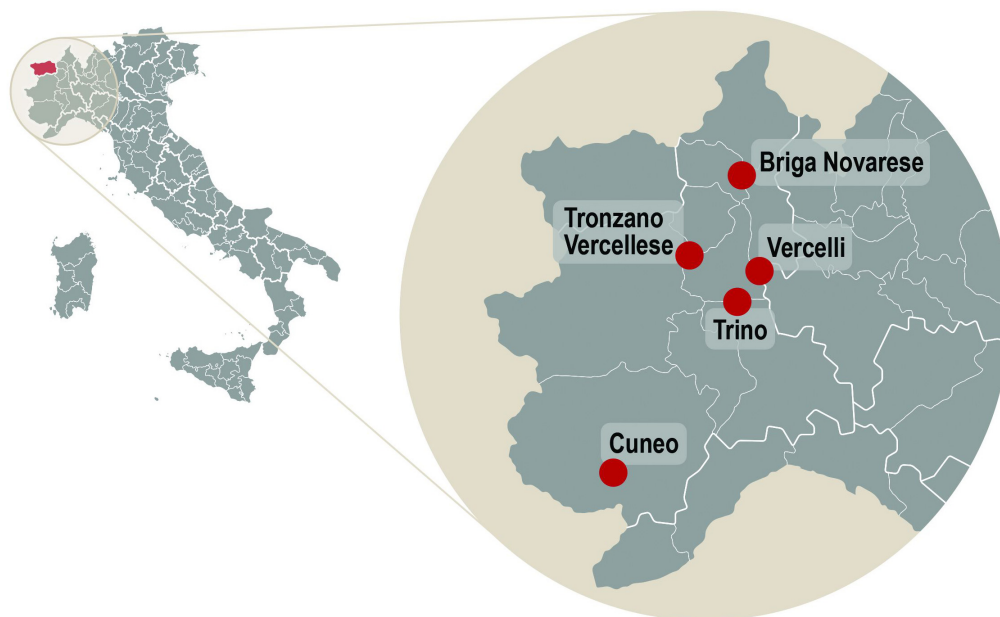 Briga Novarese
Tronzano
Vercellese
Vercelli
Trino
Cuneo